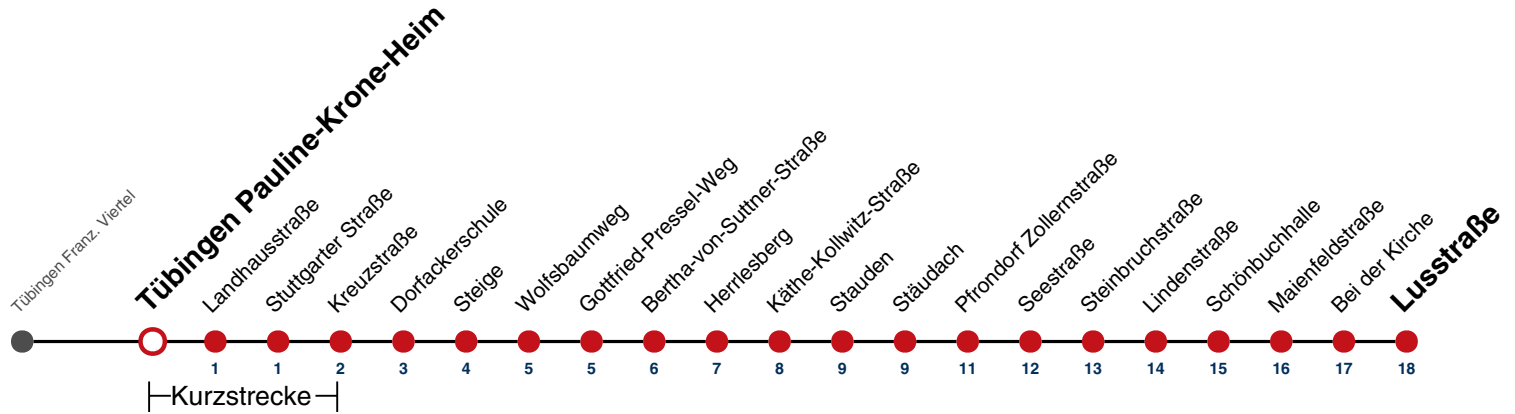 Tübingen Franz. Viertel
Tübingen Pauline-Krone-Heim
Landhausstraße
Stuttgarter Straße
Kreuzstraße
Dorfackerschule
Steige
Wolfsbaumweg
Gottfried-Pressel-Weg
Bertha-von-Suttner-Straße
Herrlesberg
Käthe-Kollwitz-Straße
Stauden
Stäudach
Pfrondorf Zollernstraße
Seestraße
Steinbruchstraße
Lindenstraße
Schönbuchhalle
Maienfeldstraße
Bei der Kirche
Lusstraße
1 1 2 3 4 5 5 6 7 8 9 9 11 12 13 14 15 16 17 18
Kurzstrecke